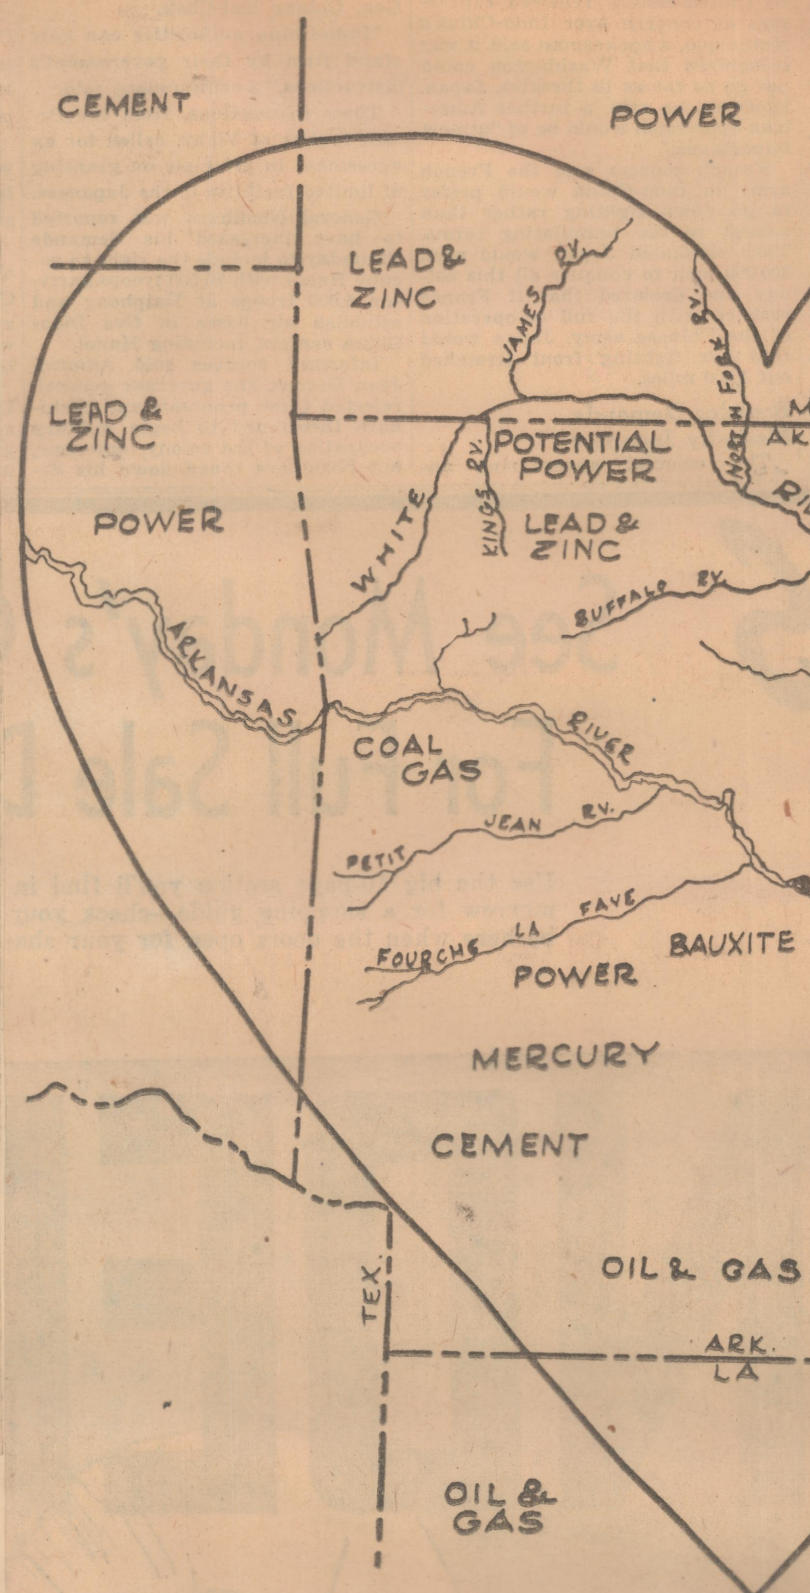 CEMENT
POWER
LEAD &
ZINC
JAMES RV.
NORTH FORK RV.
LEAD &
ZINC
M
AK
POTENTIAL
POWER
KINGS RV.
WHITE
RIV
POWER
LEAD &
ZINC
BUFFALO RV.
ARKANSAS
RIVER
COAL
GAS
PETIT JEAN RV.
FOURCHE LA FAVE
BAUXITE
POWER
MERCURY
CEMENT
OIL & GAS
TEX.
ARK.
LA
OIL &
GAS